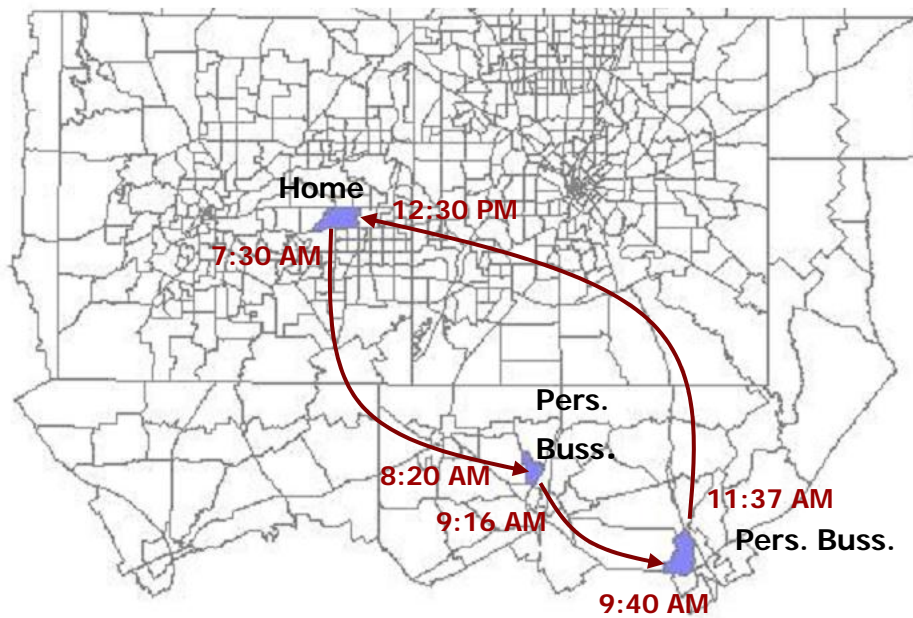 Home
12:30 PM
7:30 AM
Pers.
Buss.
8:20 AM
9:16 AM
11:37 AM
Pers. Buss.
9:40 AM